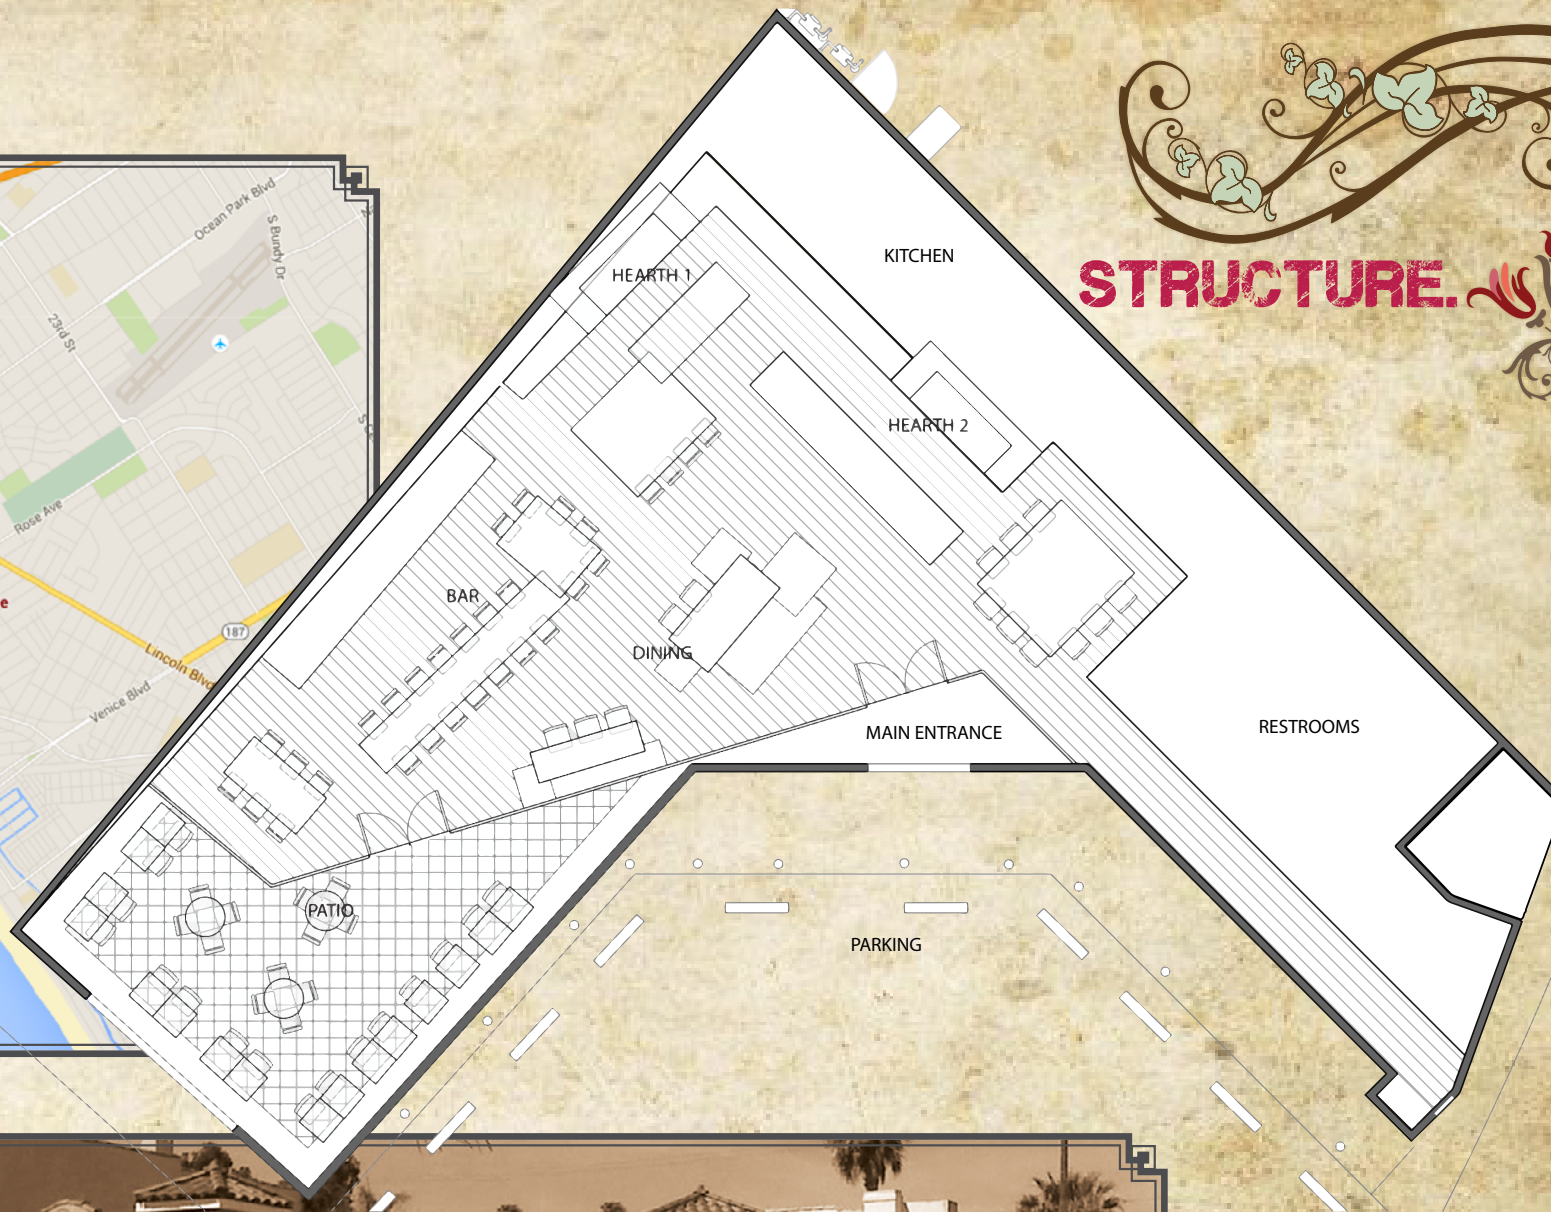 Ocean Park Blvd
S Bundy Dr
23rd St
Rose Ave
187
Lincoln Blvd
Venice Blvd
KITCHEN
STRUCTURE.
HEARTH 1
HEARTH 2
BAR
DINING
MAIN ENTRANCE
RESTROOMS
PATIO
PARKING